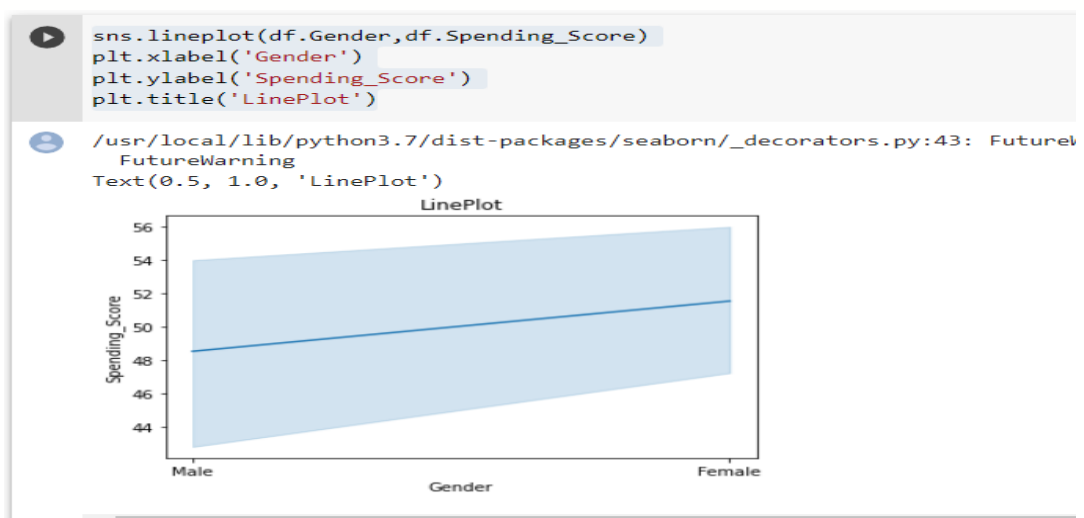 sns.lineplot(df.Gender,df.Spending_Score)
plt.xlabel('Gender')
plt.ylabel('Spending_Score')
plt.title('LinePlot')
/usr/local/lib/python3.7/dist-packages/seaborn/_decorators.py:43: Future
FutureWarning
Text(0.5, 1.0, 'LinePlot')
LinePlot
56
54
52
50
48
46
44
Spending_Score
Male
Female
Gender